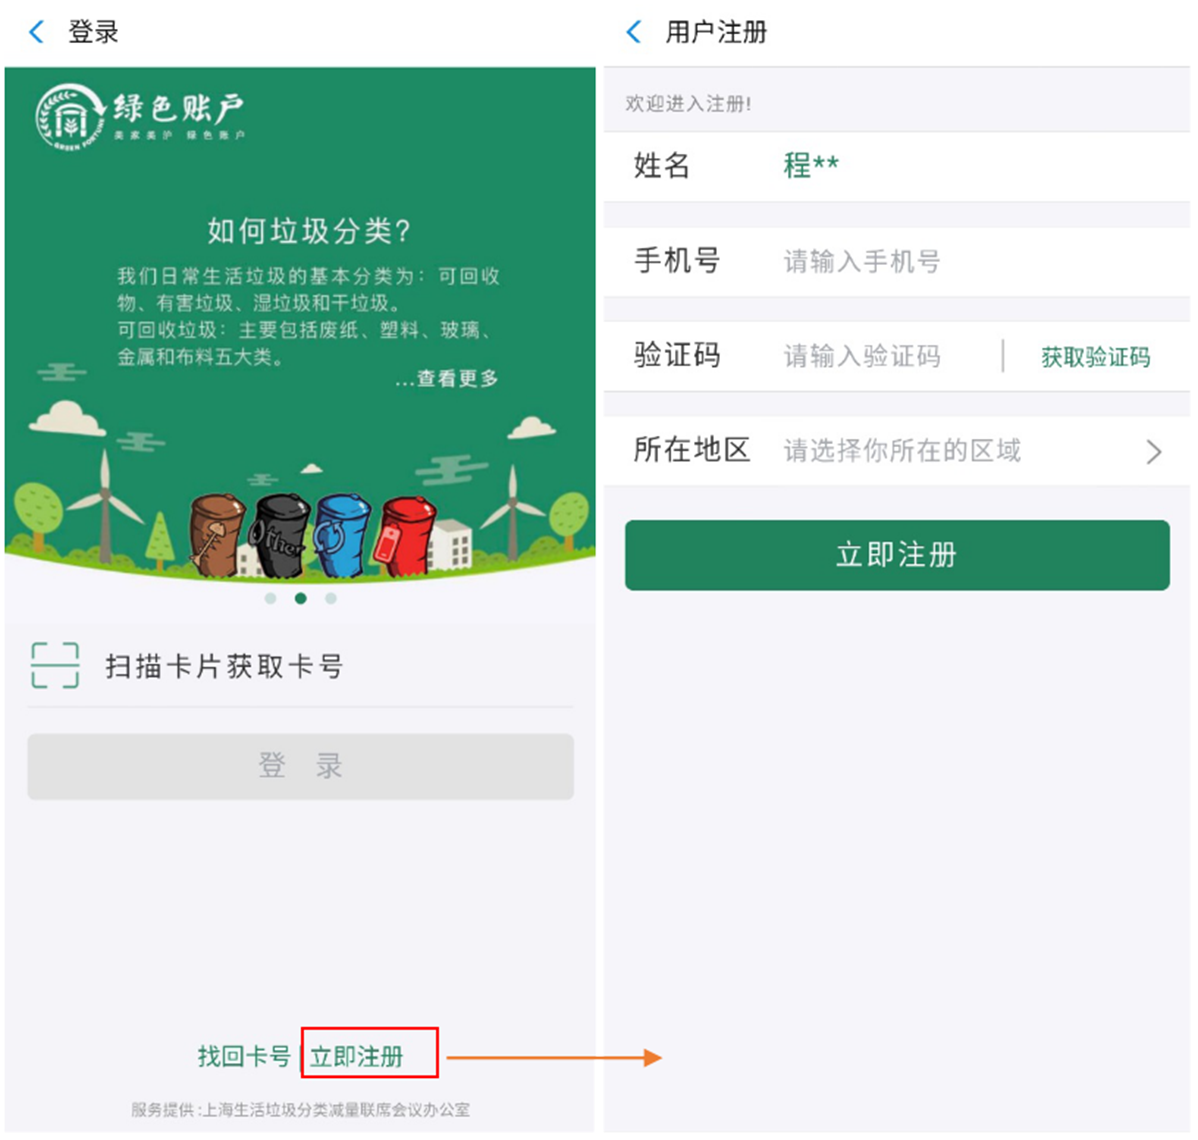 登录
绿色账户
美家美沪 绿色账户
GREEN FORTUNE
如何垃圾分类?
我们日常生活垃圾的基本分类为：可回收
物、有害垃圾、湿垃圾和干垃圾。
可回收垃圾：主要包括废纸、塑料、玻璃、
金属和布料五大类。
...查看更多
Other
扫描卡片获取卡号
登 录
找回卡号 | 立即注册
服务提供:上海生活垃圾分类减量联席会议办公室
用户注册
欢迎进入注册!
姓名 程**
手机号 请输入手机号
验证码 请输入验证码 | 获取验证码
所在地区 请选择你所在的区域
立即注册